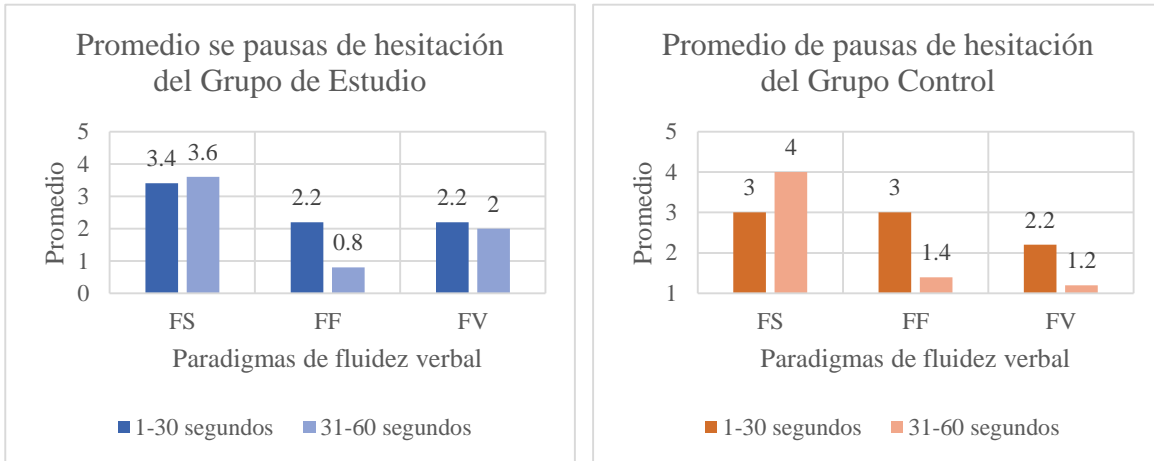 Promedio se pausas de hesitación
del Grupo de Estudio
5
4
3
2
1
0
Promedio
3.4
3.6
2.2
0.8
2.2
2
FS
FF
FV
Paradigmas de fluidez verbal
1-30 segundos
31-60 segundos
Promedio de pausas de hesitación
del Grupo Control
5
4
3
2
1
Promedio
3
4
3
1.4
2.2
1.2
FS
FF
FV
Paradigmas de fluidez verbal
1-30 segundos
31-60 segundos